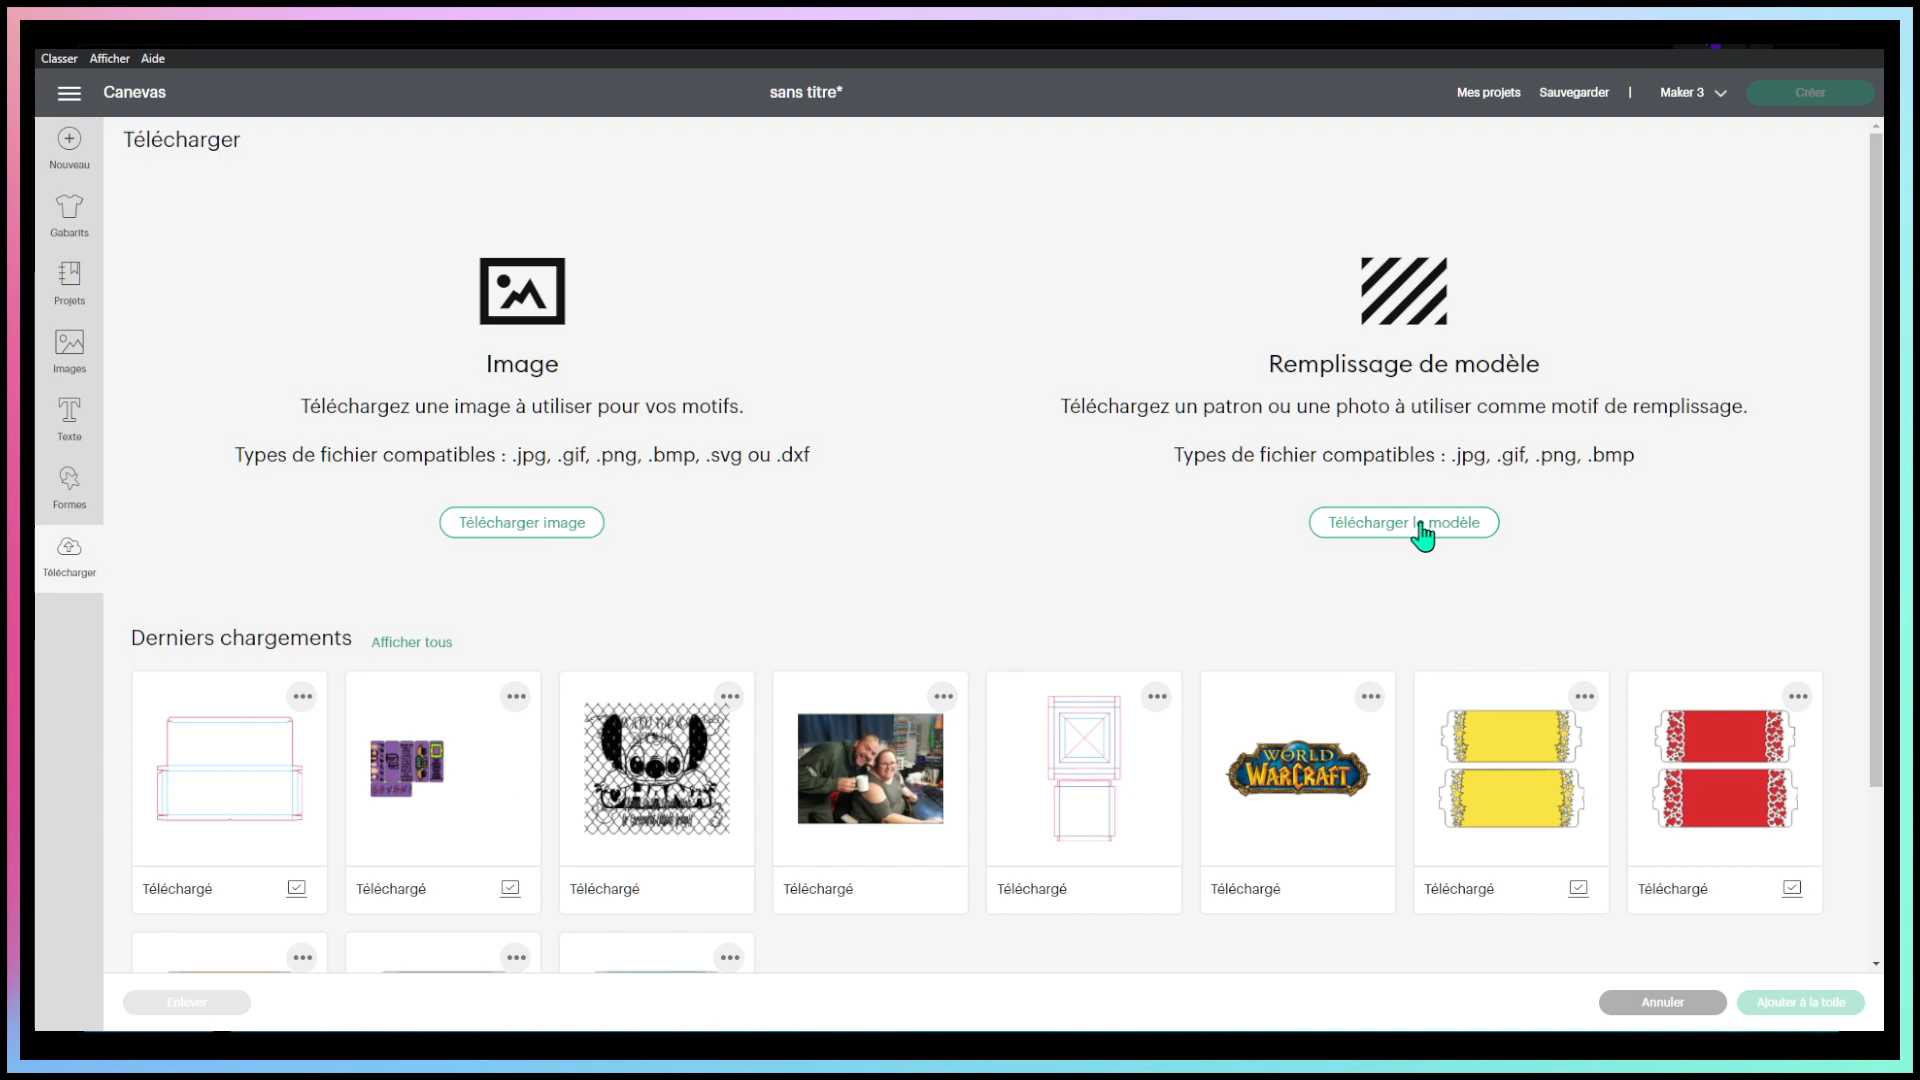 Classer Afficher Aide
Canevas
sans titre*
Mes projets Sauvegarder | Maker 3 Créer
Nouveau
Gabarits
Projets
Images
Texte
Formes
Télécharger
Télécharger
Image
Téléchargez une image à utiliser pour vos motifs.
Types de fichier compatibles : .jpg, .gif, .png, .bmp, .svg ou .dxf
Télécharger image
Remplissage de modèle
Téléchargez un patron ou une photo à utiliser comme motif de remplissage.
Types de fichier compatibles : .jpg, .gif, .png, .bmp
Télécharger le modèle
Derniers chargements Afficher tous
OHANA
WORLD
WARCRAFT
Téléchargé
Téléchargé
Téléchargé
Téléchargé
Téléchargé
Téléchargé
Téléchargé
Téléchargé
Enlever
Annuler
Ajouter à la toile